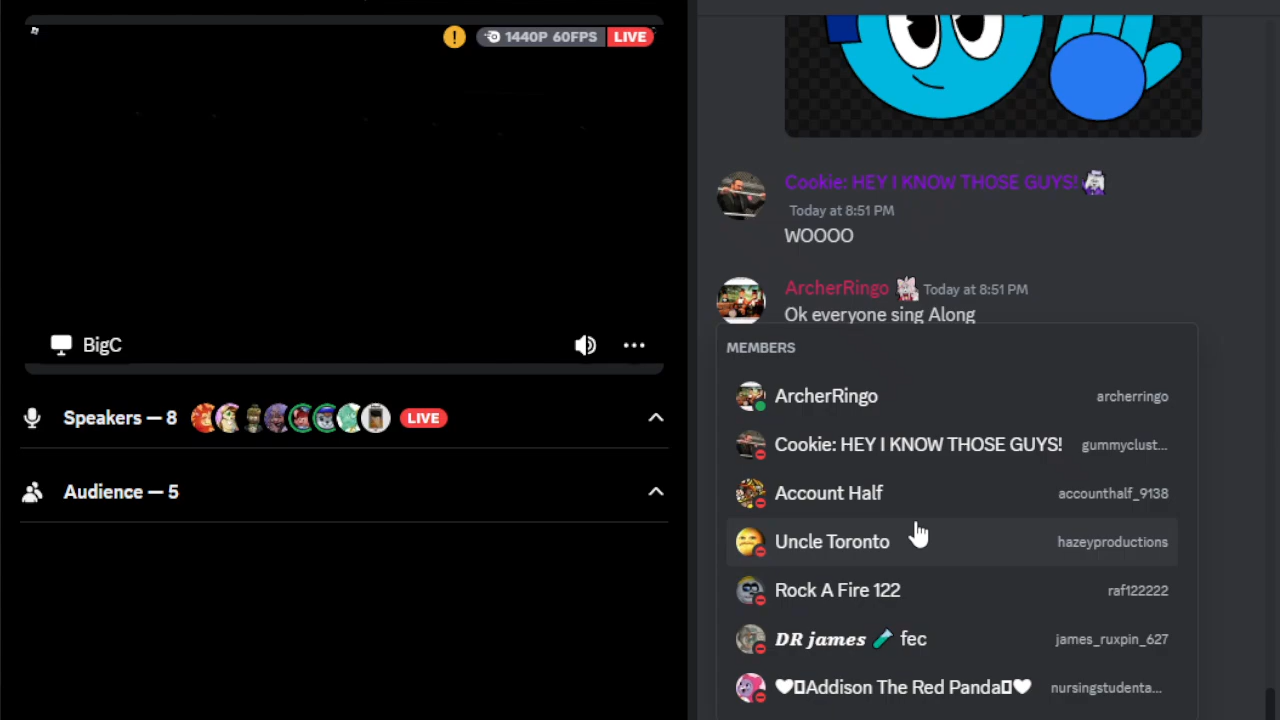 1440P 60FPS LIVE
BigC
Speakers — 8 LIVE
Audience — 5
Cookie: HEY I KNOW THOSE GUYS!
Today at 8:51 PM
WOOOO
ArcherRingo Today at 8:51 PM
Ok everyone sing Along
MEMBERS
ArcherRingo archerringo
Cookie: HEY I KNOW THOSE GUYS! gummyclust...
Account Half accounthalf_9138
Uncle Toronto hazeyproductions
Rock A Fire 122 raf122222
DR james 🧪 fec james_ruxpin_627
🤍▯Addison The Red Panda▯🤍 nursingstudenta...